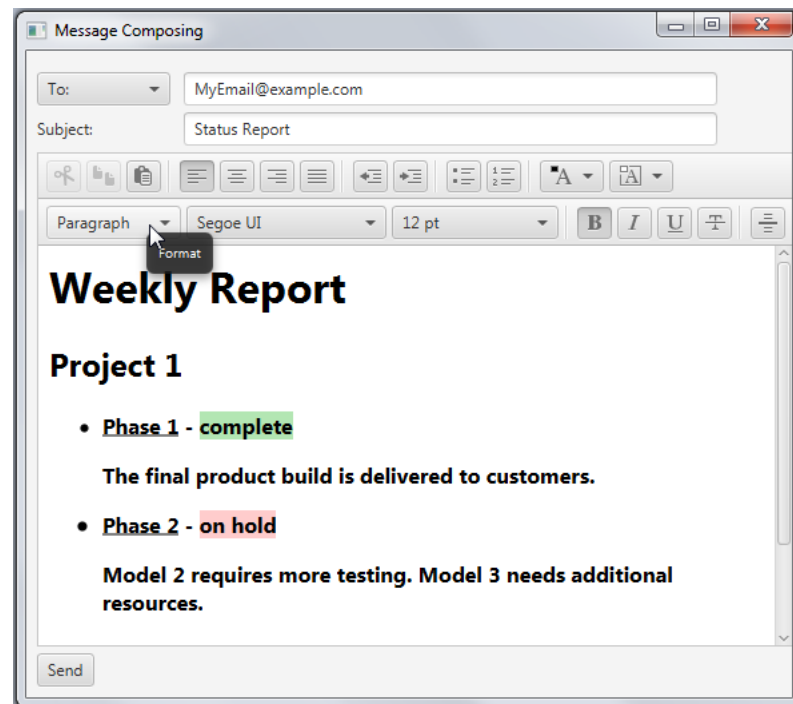 Message Composing
To:
MyEmail@example.com
Subject:
Status Report
A
A
Paragraph
Segoe UI
12 pt
B
I
U
T
Format
Weekly Report
Project 1
• Phase 1 - complete
The final product build is delivered to customers.
• Phase 2 - on hold
Model 2 requires more testing. Model 3 needs additional
resources.
Send